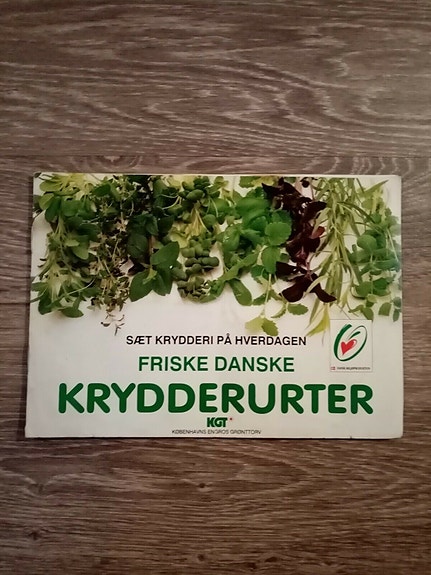 SÆT KRYDDERI PÅ HVERDAGEN
FRISKE DANSKE
KRYDDERURTER
KGT
KØBENHAVNS ENGROS GRØNTTORV